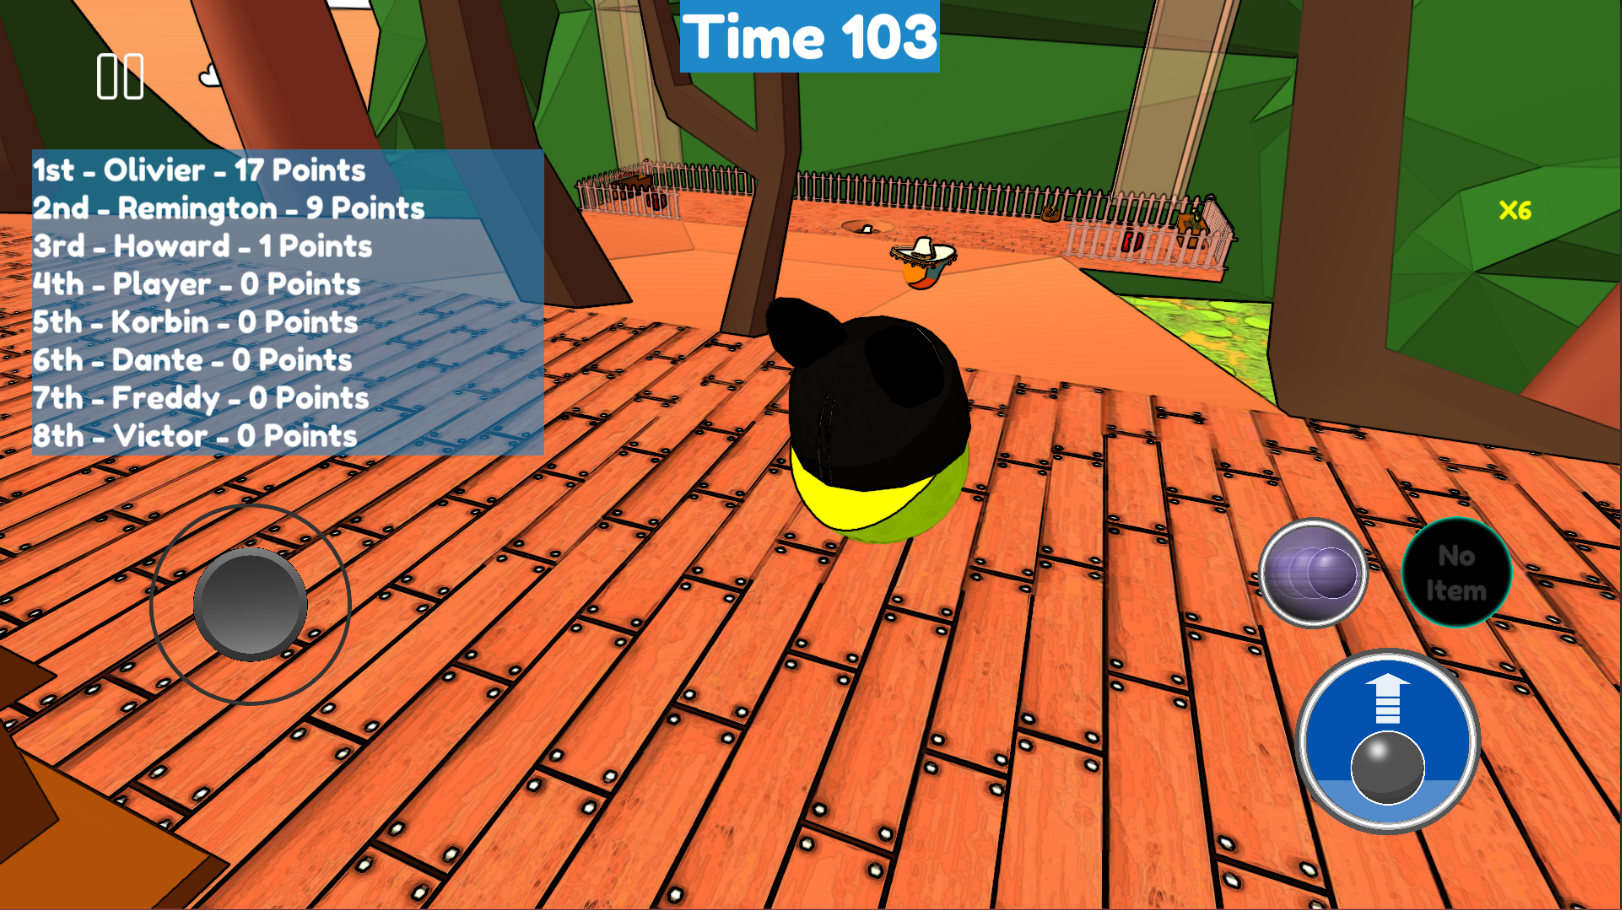 Time 103
1st - Olivier - 17 Points
2nd - Remington - 9 Points
3rd - Howard - 1 Points
4th - Player - 0 Points
5th - Korbin - 0 Points
6th - Dante - 0 Points
7th - Freddy - 0 Points
8th - Victor - 0 Points
X6
No
Item